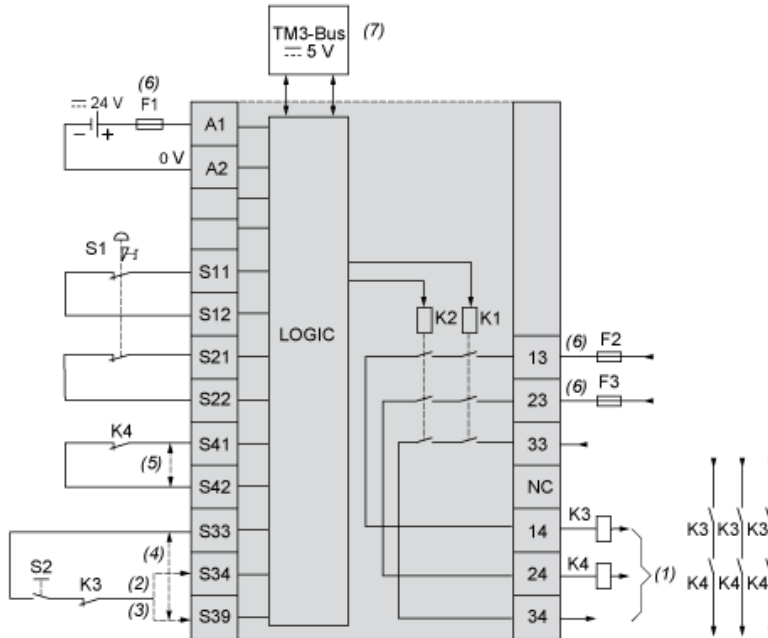 TM3-Bus
⎓ 5 V
(7)
(6)
⎓ 24 V
F1
− +
0 V
A1
A2
S1
S11
S12
S21
S22
K4
(5)
S41
S42
S33
(4)
S2
K3
(2)
(3)
S34
S39
LOGIC
K2
K1
13
(6)
F2
23
(6)
F3
33
NC
14
K3
24
K4
34
(1)
K3 K3 K3
K4 K4 K4